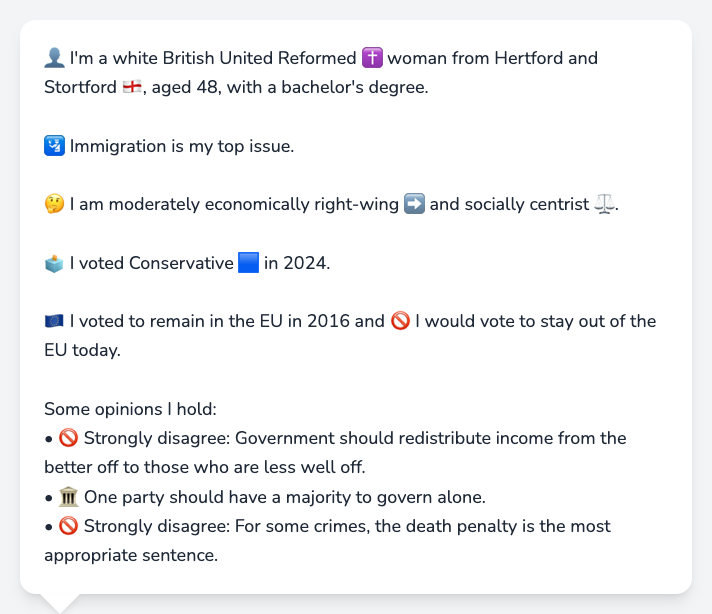 👤 I'm a white British United Reformed ✝️ woman from Hertford and
Stortford 🏴󠁧󠁢󠁥󠁮󠁧󠁿, aged 48, with a bachelor's degree.
🛂 Immigration is my top issue.
🤔 I am moderately economically right-wing ➡️ and socially centrist ⚖️.
🗳️ I voted Conservative 🟦 in 2024.
🇪🇺 I voted to remain in the EU in 2016 and 🚫 I would vote to stay out of the
EU today.
Some opinions I hold:
• 🚫 Strongly disagree: Government should redistribute income from the
better off to those who are less well off.
• 🏛️ One party should have a majority to govern alone.
• 🚫 Strongly disagree: For some crimes, the death penalty is the most
appropriate sentence.